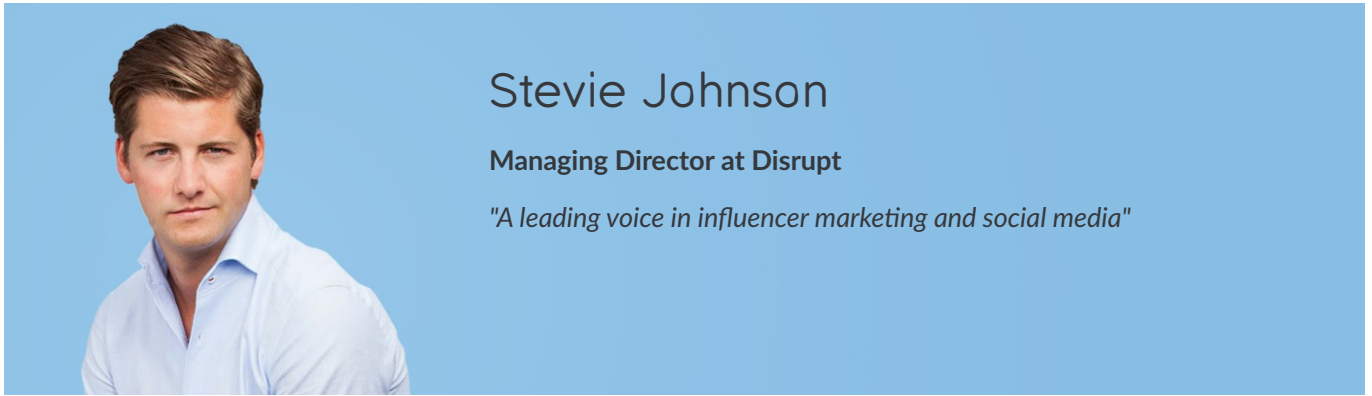 Stevie Johnson
Managing Director at Disrupt
"A leading voice in influencer marketing and social media"